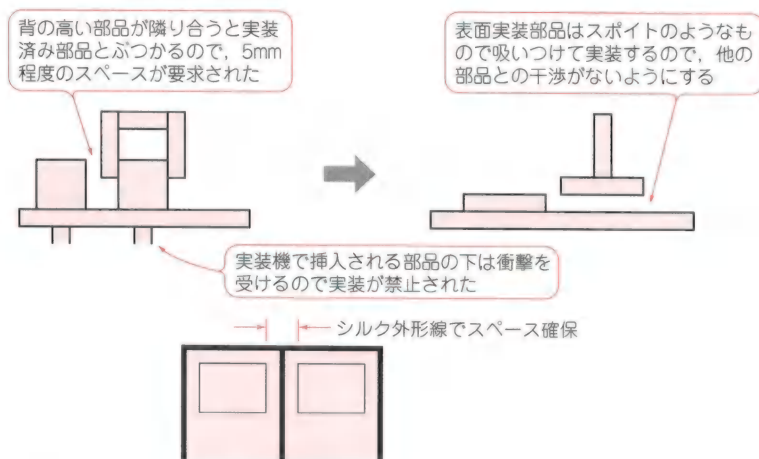 背の高い部品が隣り合うと実装
済み部品とぶつかるので，5mm
程度のスペースが要求された
表面実装部品はスポイトのようなも
ので吸いつけて実装するので，他の
部品との干渉がないようにする
実装機で挿入される部品の下は衝撃を
受けるので実装が禁止された
シルク外形線でスペース確保